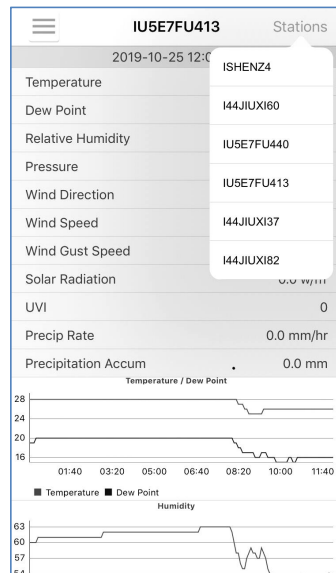 IU5E7FU413 Stations
2019-10-25 12:0
ISHENZ4
I44JIUXI60
IU5E7FU440
IU5E7FU413
I44JIUXI37
I44JIUXI82
Temperature
Dew Point
Relative Humidity
Pressure
Wind Direction
Wind Speed
Wind Gust Speed
Solar Radiation
UVI 0
Precip Rate 0.0 mm/hr
Precipitation Accum 0.0 mm
Temperature / Dew Point
28
24
20
16
01:40 03:20 05:00 06:40 08:20 10:00 11:40
Temperature Dew Point
Humidity
63
60
57
54